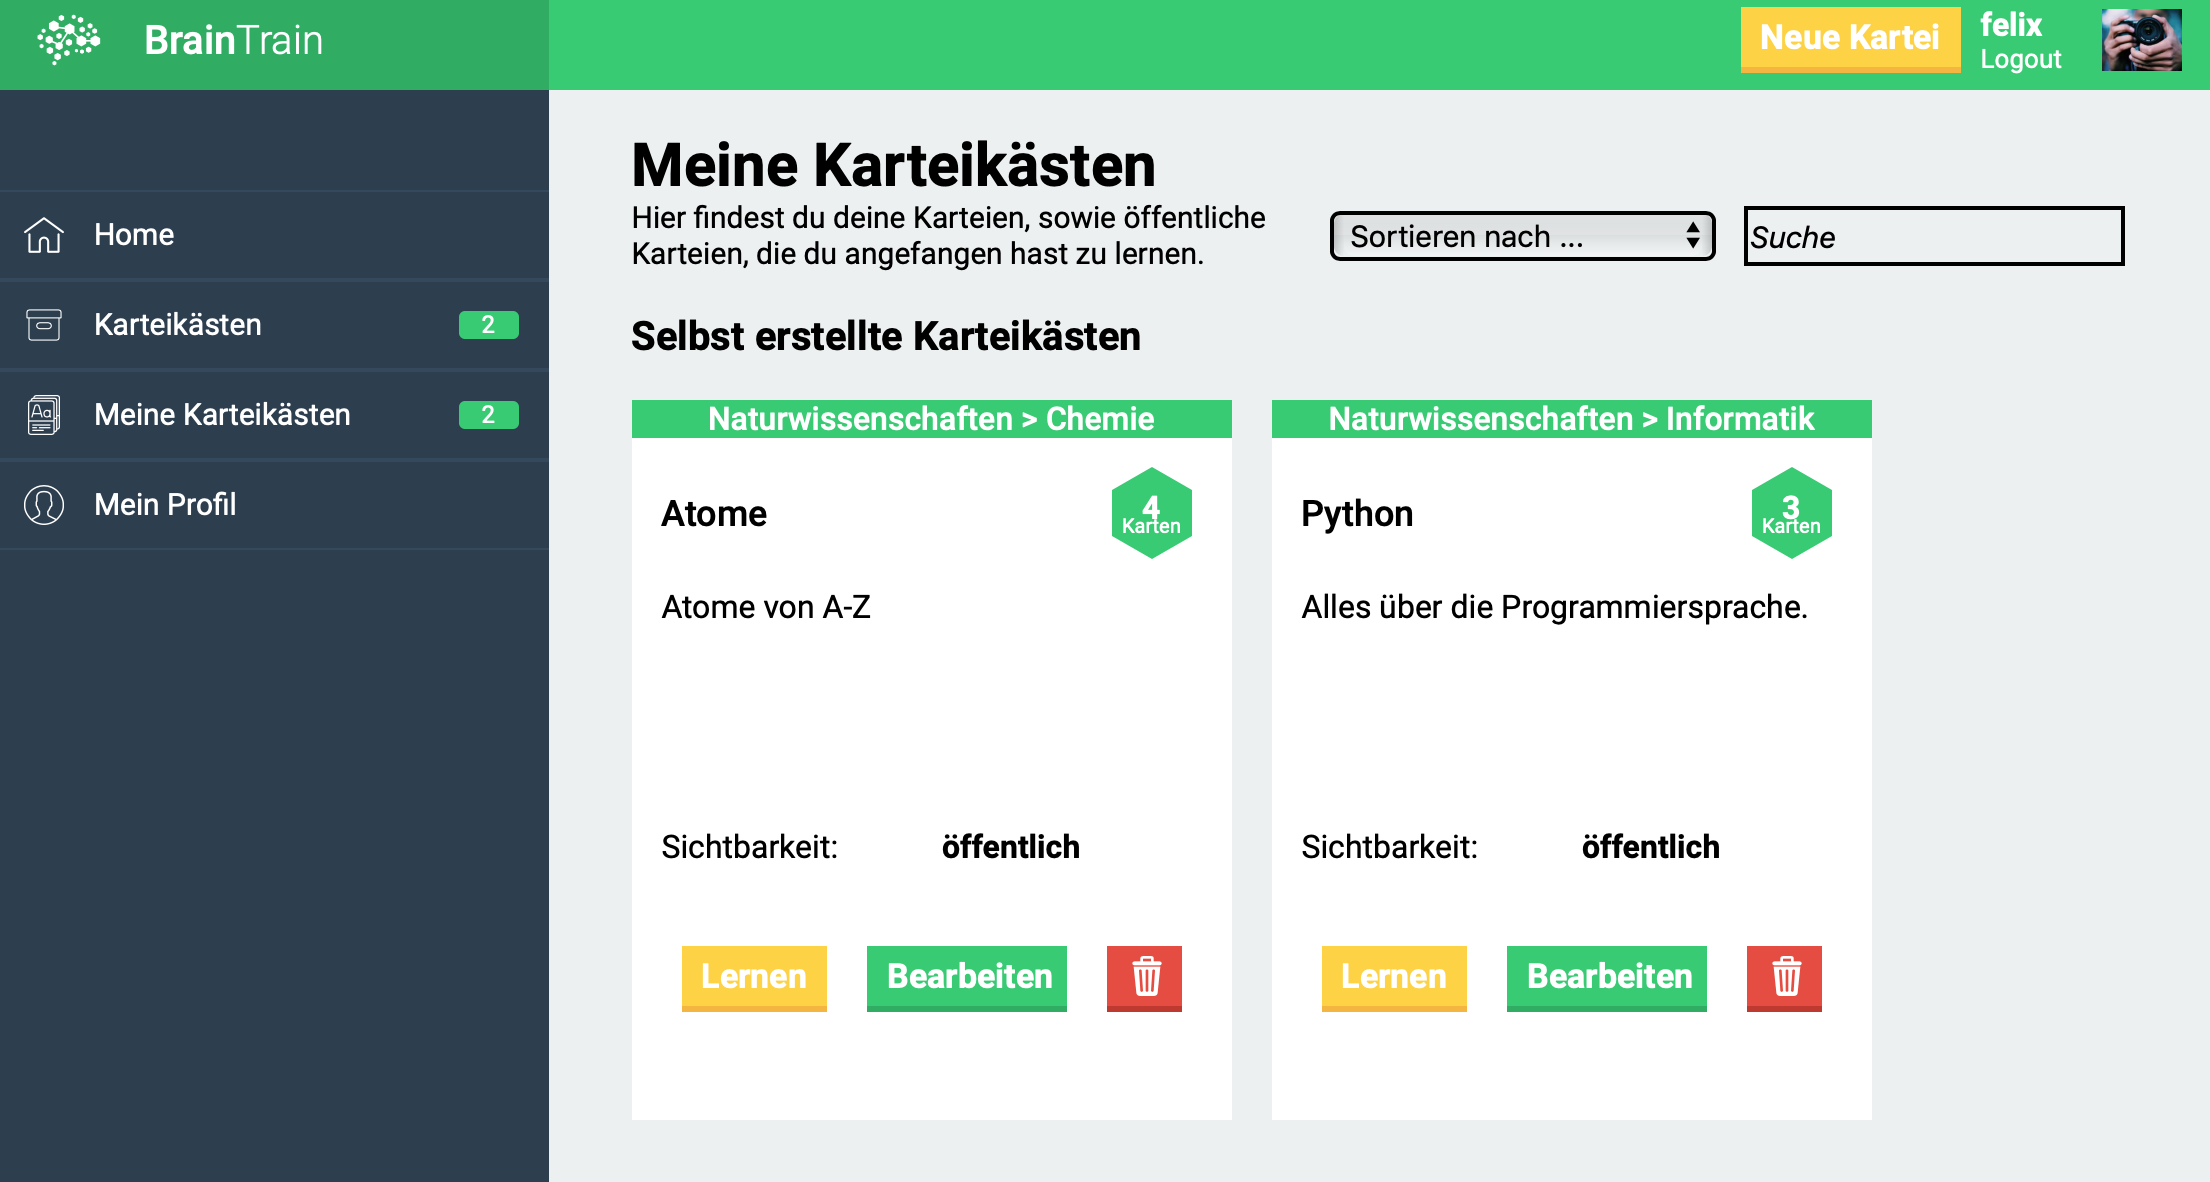 BrainTrain
Neue Kartei
felix
Logout
Home
Karteikästen 2
Meine Karteikästen 2
Mein Profil
Meine Karteikästen
Hier findest du deine Karteien, sowie öffentliche
Karteien, die du angefangen hast zu lernen.
Sortieren nach ...
Suche
Selbst erstellte Karteikästen
Naturwissenschaften > Chemie
Atome
4
Karten
Atome von A-Z
Sichtbarkeit: öffentlich
Lernen
Bearbeiten
Naturwissenschaften > Informatik
Python
3
Karten
Alles über die Programmiersprache.
Sichtbarkeit: öffentlich
Lernen
Bearbeiten